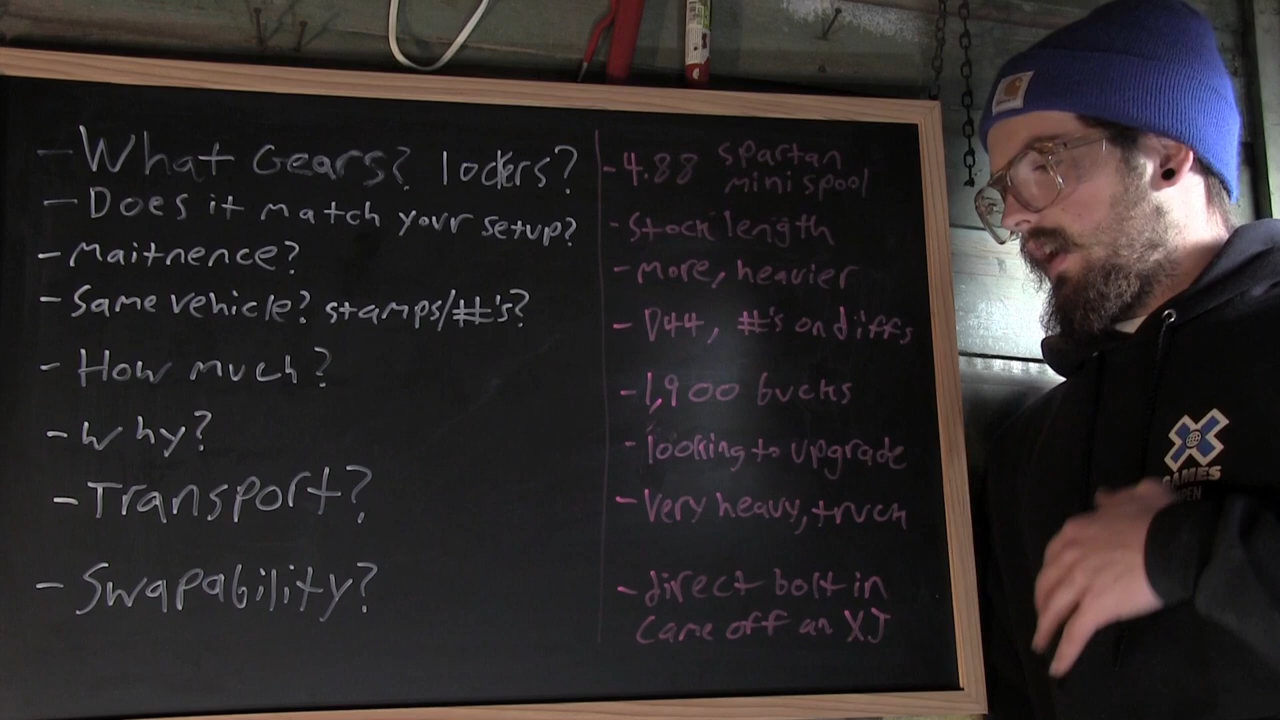 - What Gears? lockers?
- Does it match your setup?
- Maitnence?
- Same vehicle? stamps/#'s?
- How much?
- Why?
- Transport?
- Swapability?
- 4.88 spartan
mini spool
- Stock length
- more, heavier
- D44, #'s on diffs
- 1,900 bucks
- looking to upgrade
- Very heavy, truck
- direct bolt in
came off an XJ
carhartt
X GAMES
ASPEN